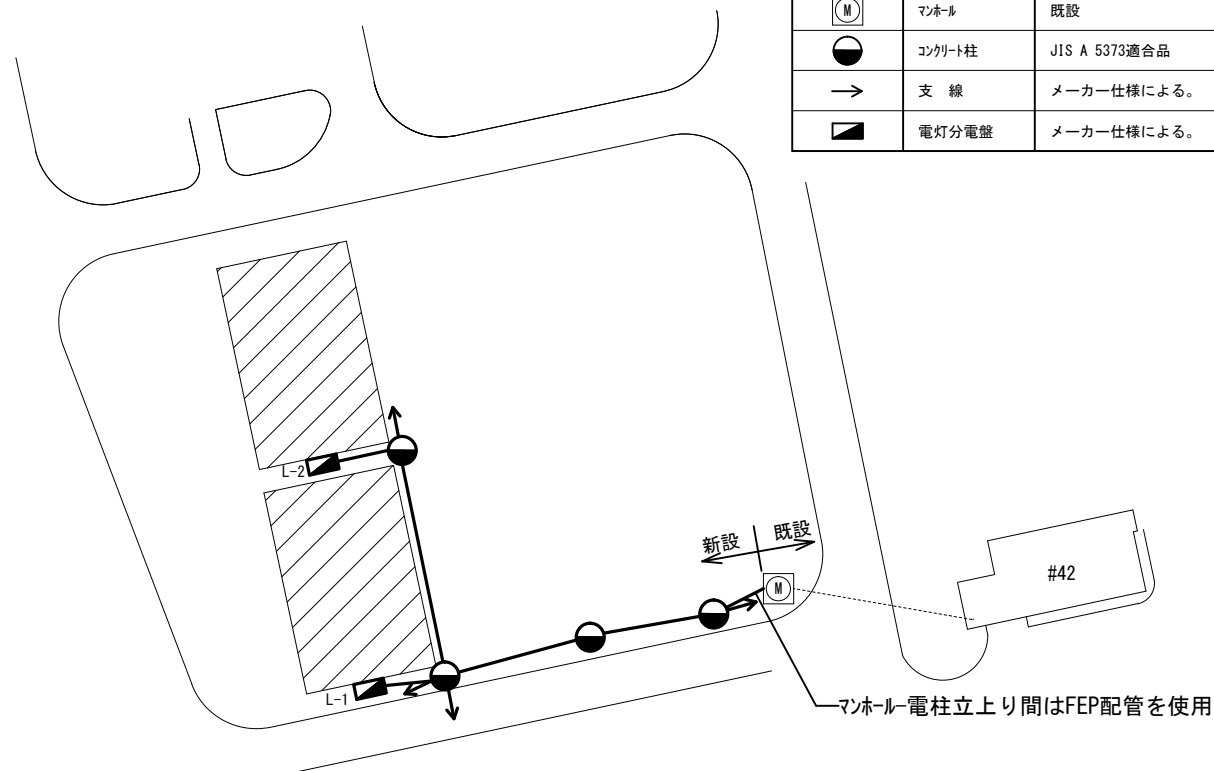 M マンホール 既設
コンクリート柱 JIS A 5373適合品
支 線 メーカー仕様による。
電灯分電盤 メーカー仕様による。
L-2
新設 既設
M
#42
L-1
マンホール-電柱立上り間はFEP配管を使用